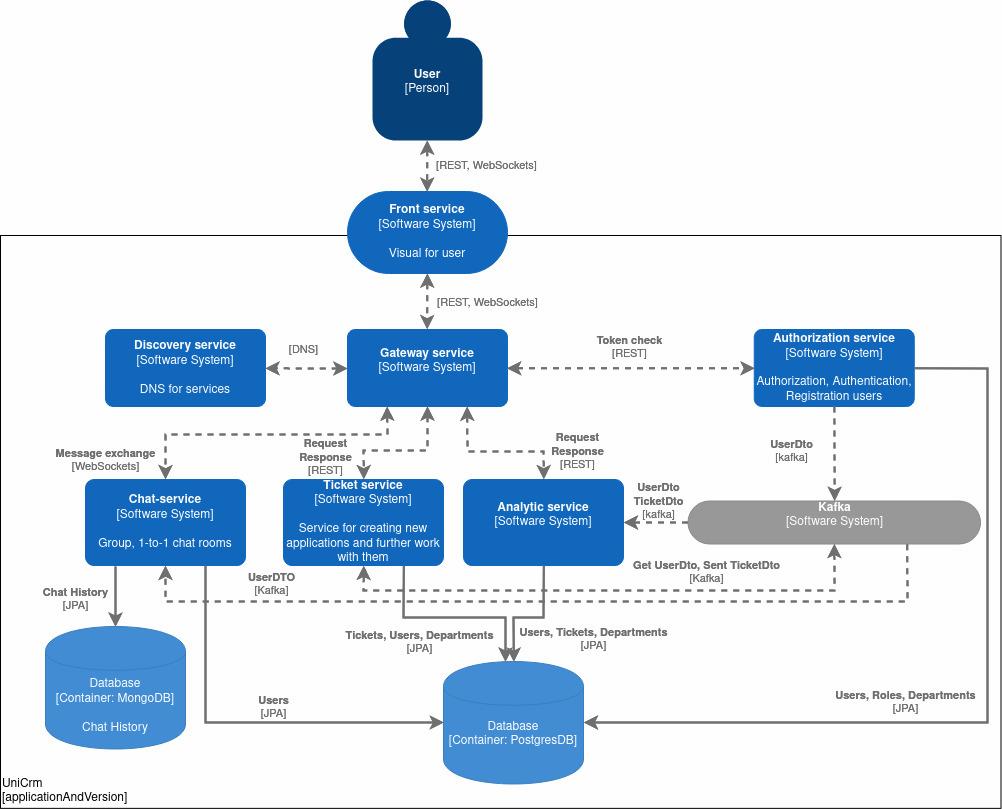 User
[Person]
[REST, WebSockets]
Front service
[Software System]
Visual for user
[REST, WebSockets]
Discovery service
[Software System]
DNS for services
[DNS]
Gateway service
[Software System]
Token check
[REST]
Authorization service
[Software System]
Authorization, Authentication,
Registration users
Message exchange
[WebSockets]
Request
Response
[REST]
Request
Response
[REST]
UserDto
[kafka]
Chat-service
[Software System]
Group, 1-to-1 chat rooms
Ticket service
[Software System]
Service for creating new
applications and further work
with them
Analytic service
[Software System]
UserDto
TicketDto
[kafka]
Kafka
[Software System]
Get UserDto, Sent TicketDto
[Kafka]
UserDTO
[Kafka]
Chat History
[JPA]
Tickets, Users, Departments
[JPA]
Users, Tickets, Departments
[JPA]
Database
[Container: MongoDB]
Chat History
Users
[JPA]
Database
[Container: PostgresDB]
Users, Roles, Departments
[JPA]
UniCrm
[applicationAndVersion]